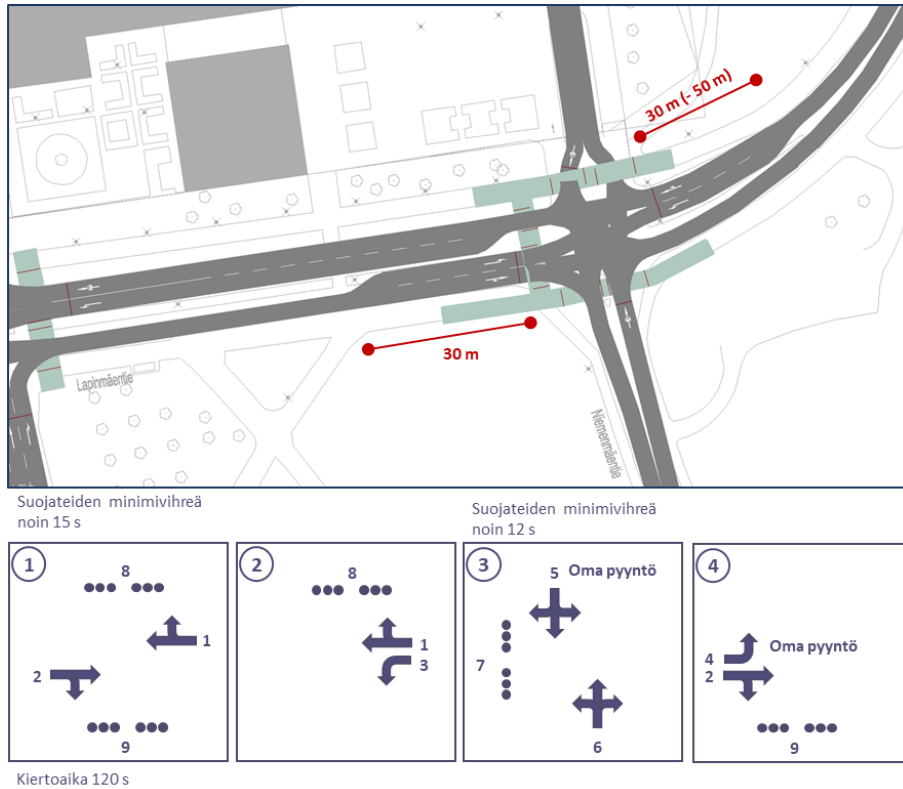 30 m (- 50 m)
30 m
Lapinmäentie
Niemenmäentie
Suojateiden minimivihreä
noin 15 s
Suojateiden minimivihreä
noin 12 s
1
8
1
2
9
2
8
1
3
3
5 Oma pyyntö
7
6
4
4 Oma pyyntö
2
9
Kiertoaika 120 s